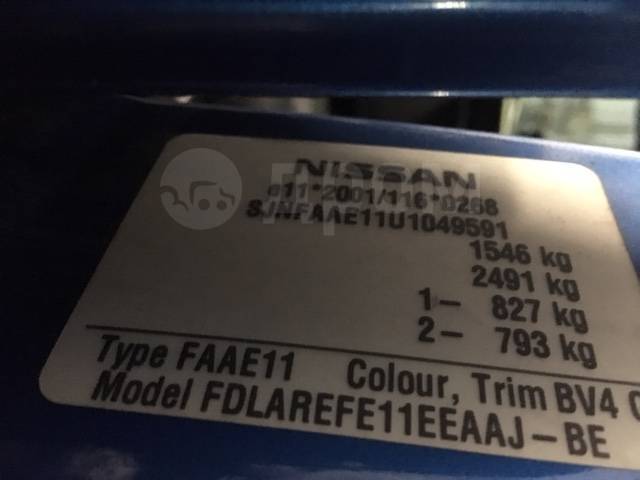 NISSAN
e11*2001/116*0268
SJNFAAE11U1049591
1546 kg
2491 kg
1– 827 kg
2– 793 kg
Type FAAE11 Colour, Trim BV4
Model FDLAREFE11EEAAJ–BE